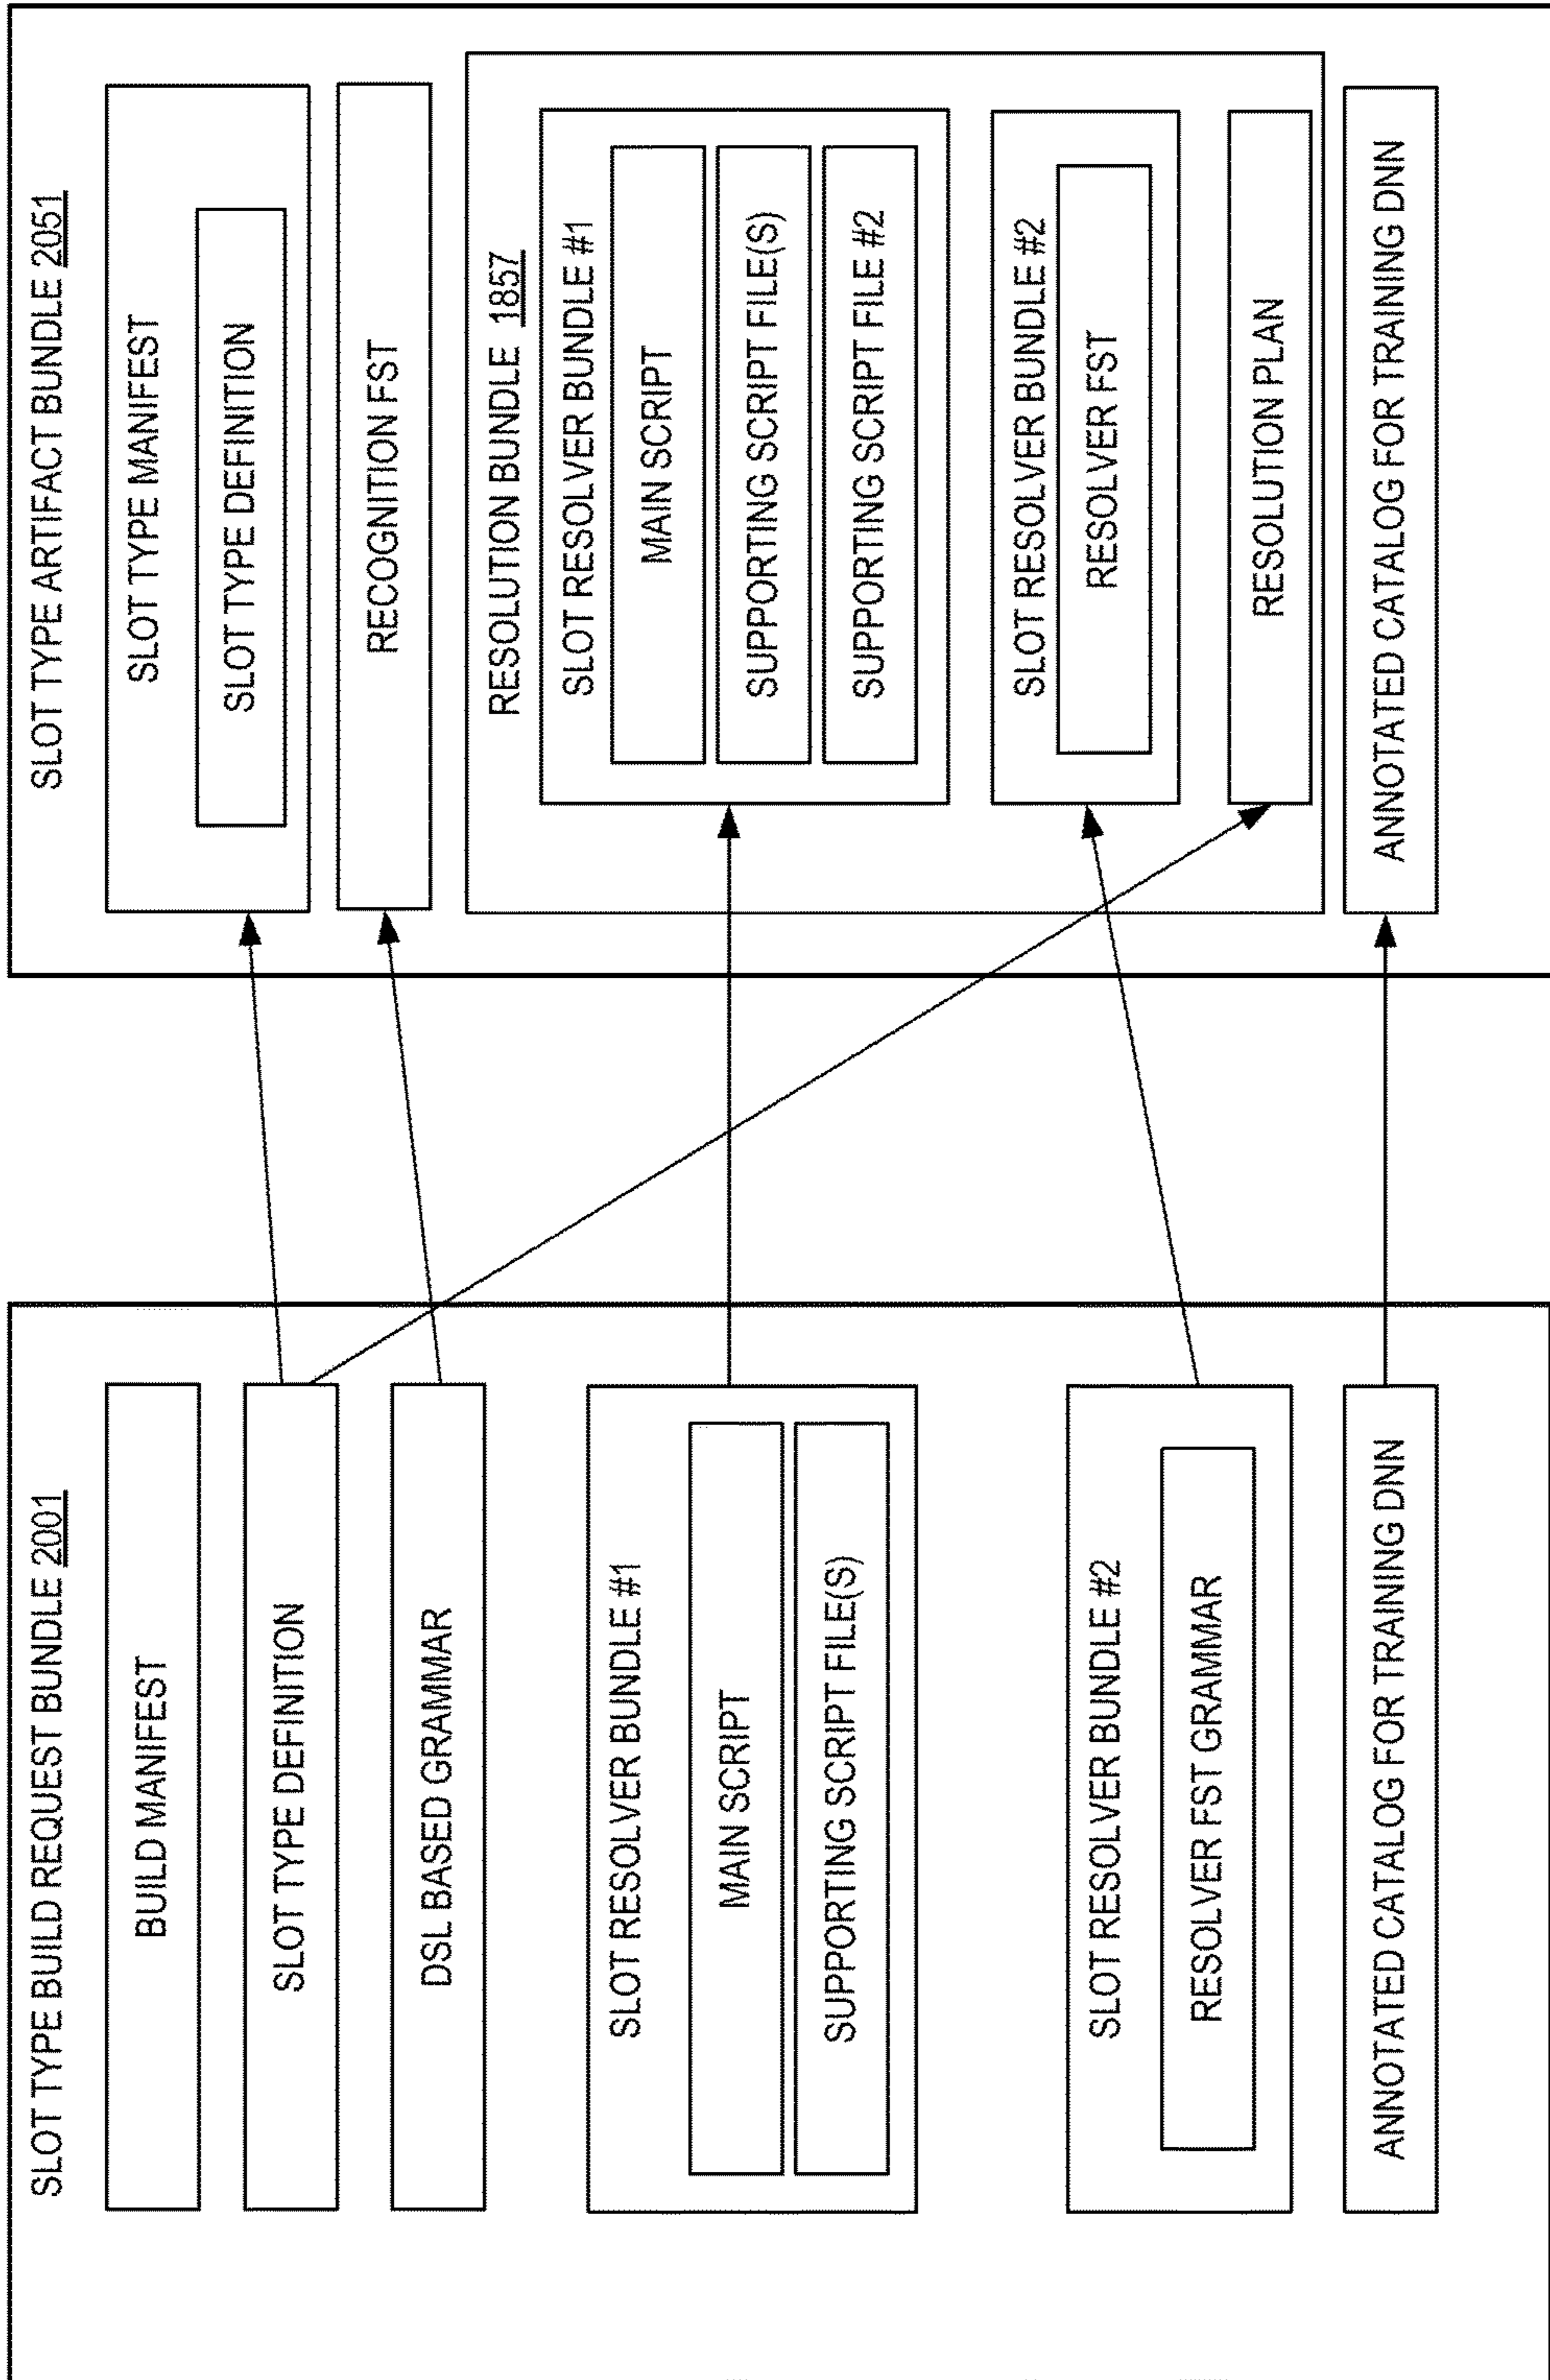 SLOT TYPE BUILD REQUEST BUNDLE 2001
BUILD MANIFEST
SLOT TYPE DEFINITION
DSL BASED GRAMMAR
SLOT RESOLVER BUNDLE #1
MAIN SCRIPT
SUPPORTING SCRIPT FILE(S)
SLOT RESOLVER BUNDLE #2
RESOLVER FST GRAMMAR
ANNOTATED CATALOG FOR TRAINING DNN
SLOT TYPE ARTIFACT BUNDLE 2051
SLOT TYPE MANIFEST
SLOT TYPE DEFINITION
RECOGNITION FST
RESOLUTION BUNDLE 1857
SLOT RESOLVER BUNDLE #1
MAIN SCRIPT
SUPPORTING SCRIPT FILE(S)
SUPPORTING SCRIPT FILE #2
SLOT RESOLVER BUNDLE #2
RESOLVER FST
RESOLUTION PLAN
ANNOTATED CATALOG FOR TRAINING DNN